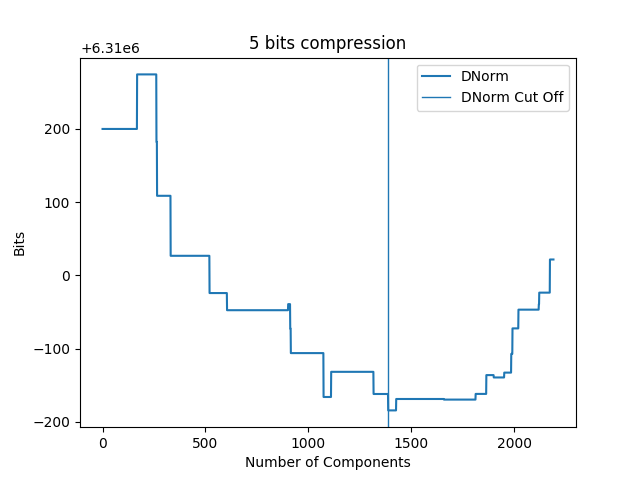 5 bits compression
+6.31e6
DNorm
DNorm Cut Off
200
100
0
−100
−200
Bits
0 500 1000 1500 2000
Number of Components